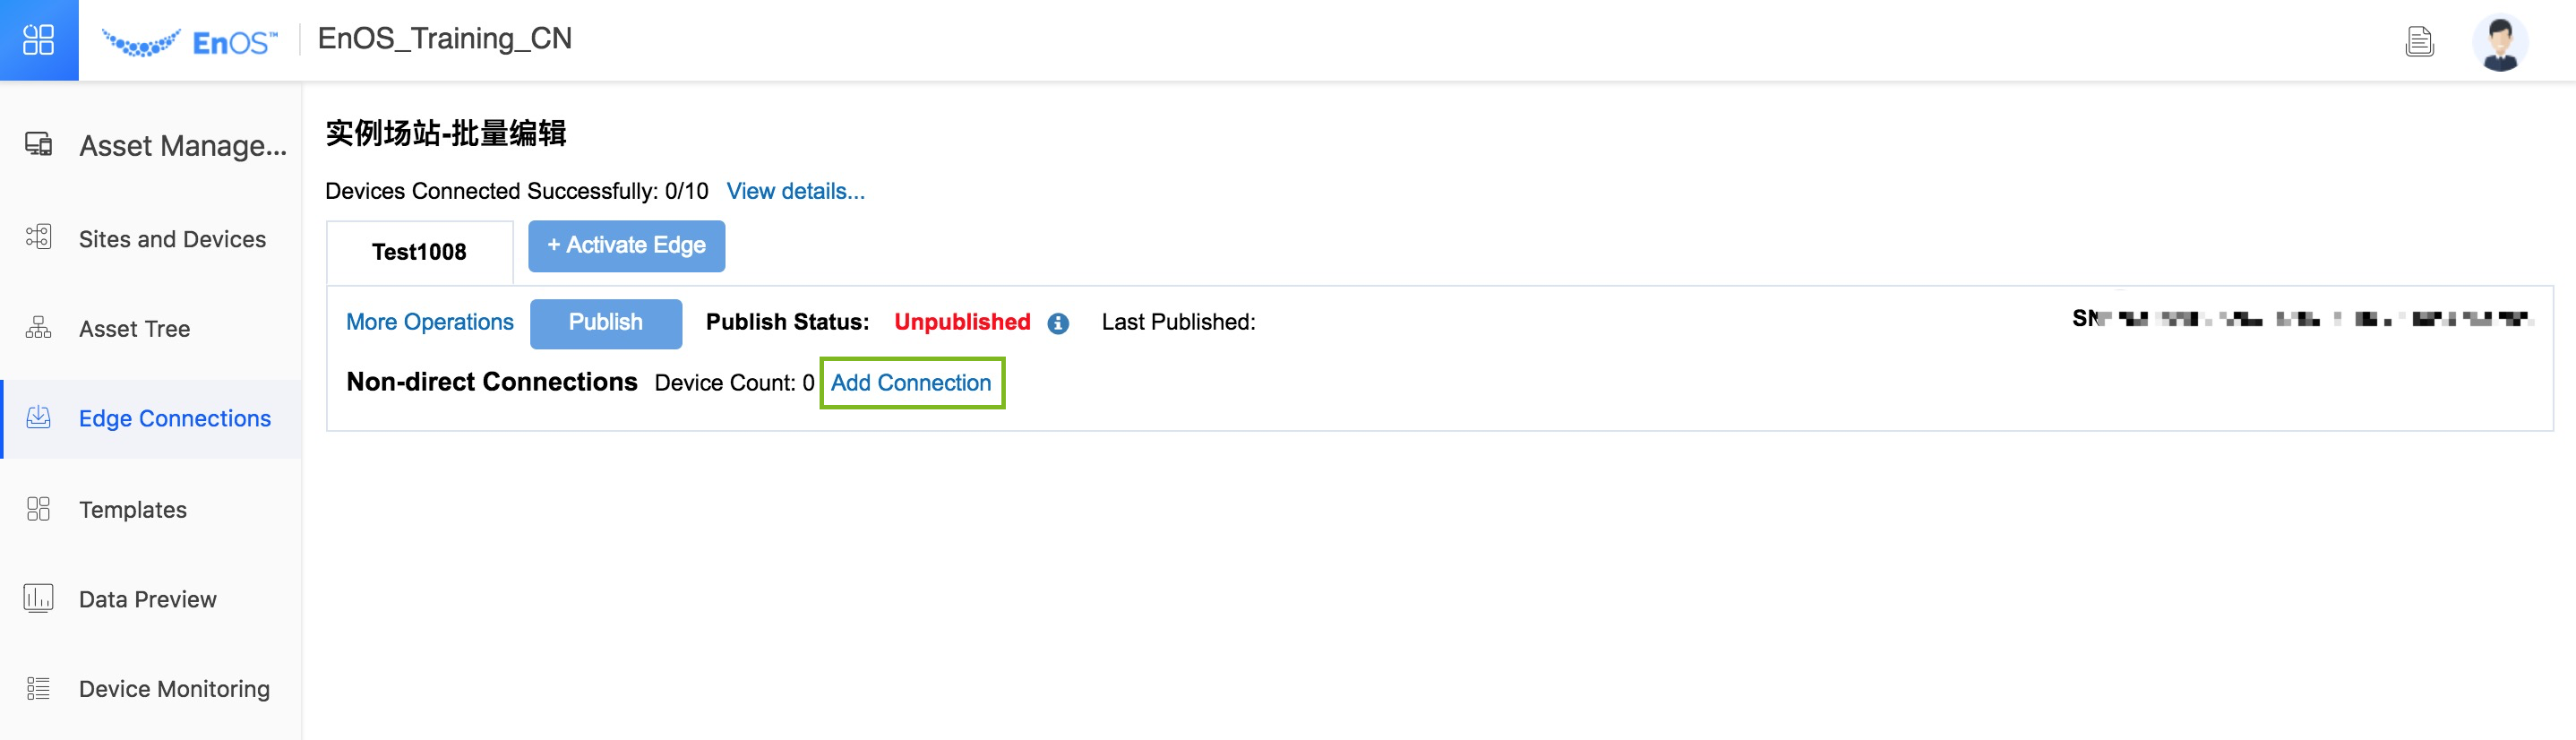 EnOS™ EnOS_Training_CN
Asset Manage...
Sites and Devices
Asset Tree
Edge Connections
Templates
Data Preview
Device Monitoring
实例场站-批量编辑
Devices Connected Successfully: 0/10 View details...
Test1008 + Activate Edge
More Operations Publish Publish Status: Unpublished Last Published:
Non-direct Connections Device Count: 0 Add Connection